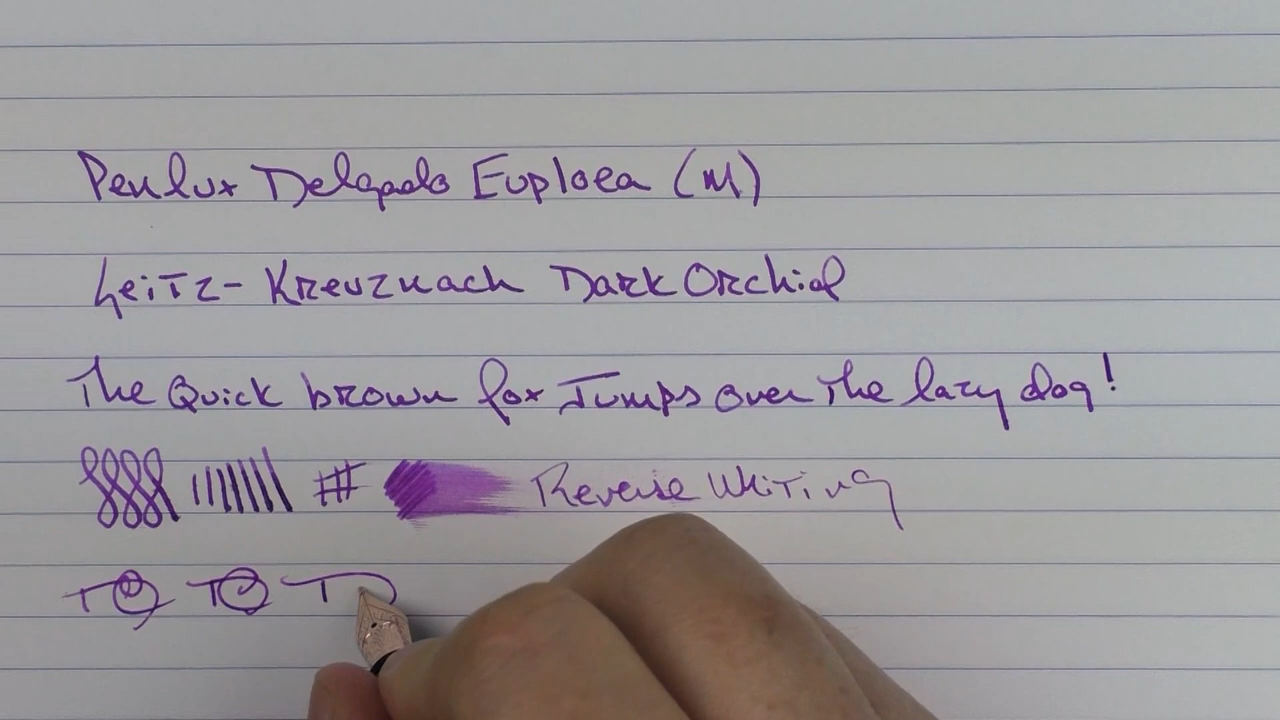 Penlux Delgado Euploea (M)
Leitz-Kreuznach Dark Orchid
The Quick brown fox Jumps over The lazy dog!
# Reverse Writing